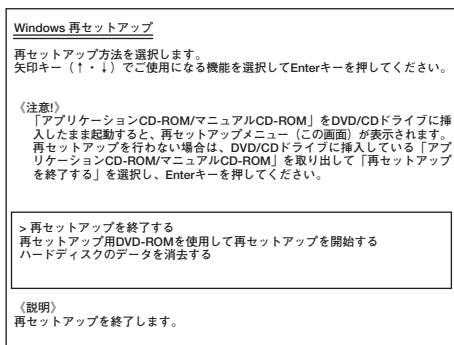 Windows 再セットアップ
再セットアップ方法を選択します。
矢印キー（↑・↓）でご使用になる機能を選択してEnterキーを押してください。
《注意!》
「アプリケーションCD-ROM/マニュアルCD-ROM」をDVD/CDドライブに挿
入したまま起動すると、再セットアップメニュー（この画面）が表示されます。
再セットアップを行わない場合は、DVD/CDドライブに挿入している「アプ
リケーションCD-ROM/マニュアルCD-ROM」を取り出して「再セットアップ
を終了する」を選択し、Enterキーを押してください。
> 再セットアップを終了する
再セットアップ用DVD-ROMを使用して再セットアップを開始する
ハードディスクのデータを消去する
《説明》
再セットアップを終了します。